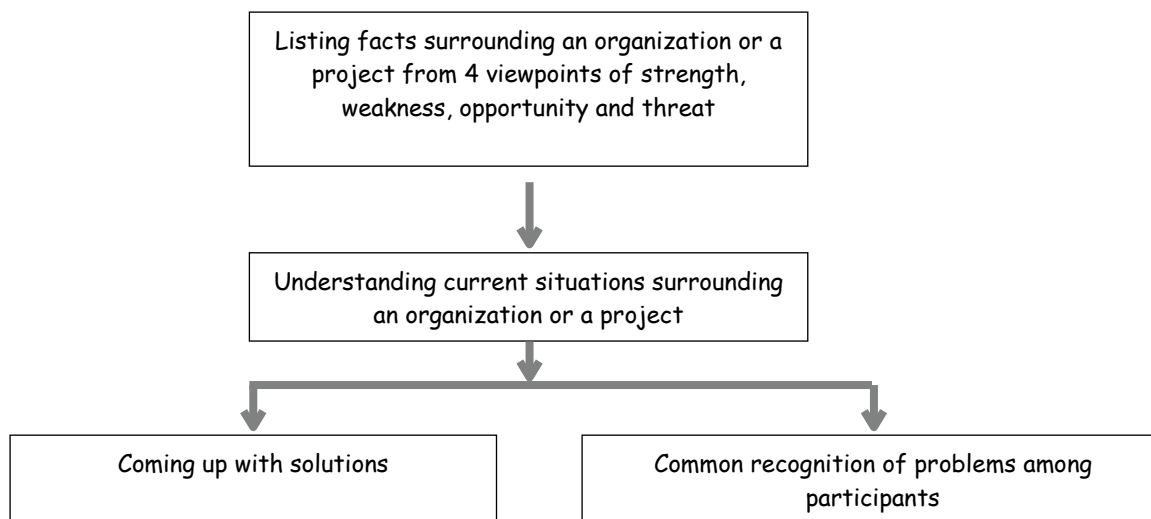 Listing facts surrounding an organization or a
project from 4 viewpoints of strength,
weakness, opportunity and threat
Understanding current situations surrounding
an organization or a project
Coming up with solutions
Common recognition of problems among
participants